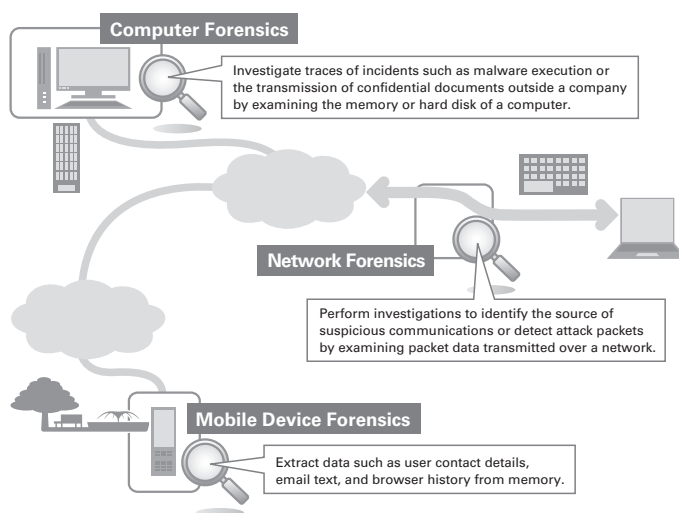 Computer Forensics
Investigate traces of incidents such as malware execution or
the transmission of confidential documents outside a company
by examining the memory or hard disk of a computer.
Network Forensics
Perform investigations to identify the source of
suspicious communications or detect attack packets
by examining packet data transmitted over a network.
Mobile Device Forensics
Extract data such as user contact details,
email text, and browser history from memory.